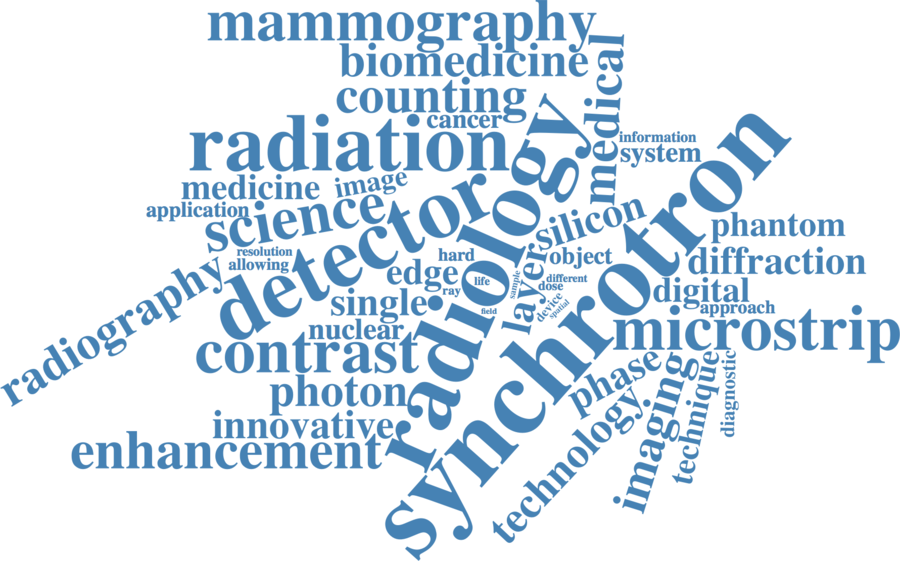 mammography
biomedicine
counting
cancer
medical
radiation
information
system
medicine
image
application
science
detector
radiology
silicon
synchrotron
phantom
resolution
allowing
hard
edge
ray
life
field
sample
layer
object
different
dose
device
spatial
diffraction
digital
approach
microstrip
radiography
single
nuclear
contrast
photon
innovative
enhancement
phase
technology
imaging
technique
diagnostic